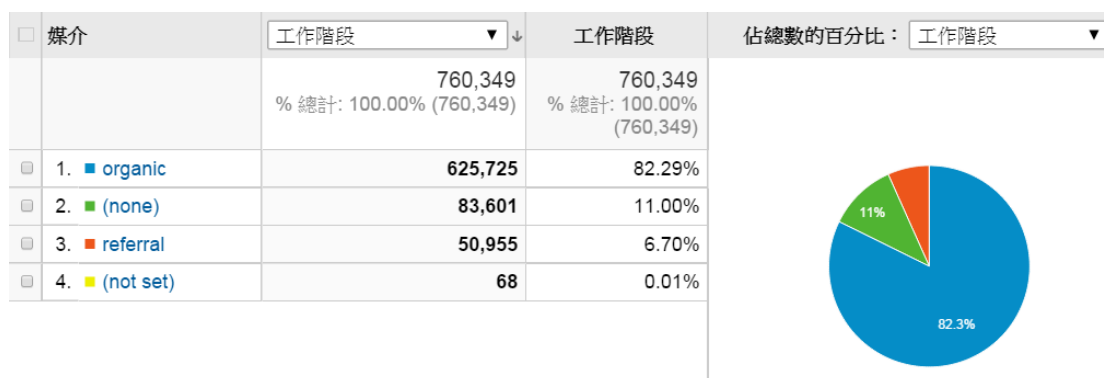 媒介 工作階段 ▼ ↓ 工作階段 佔總數的百分比： 工作階段 ▼
760,349 760,349
% 總計: 100.00% (760,349) % 總計: 100.00%
(760,349)
1. organic 625,725 82.29%
2. (none) 83,601 11.00%
3. referral 50,955 6.70%
4. (not set) 68 0.01%
11%
82.3%